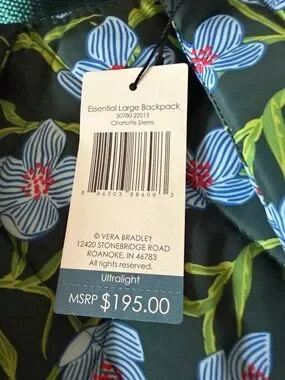 Essential Large Backpack
50780-22015
Charlotte Stems
8 86003 88608 3
© VERA BRADLEY
12420 STONEBRIDGE ROAD
ROANOKE, IN 46783
All rights reserved.
Ultralight
MSRP $195.00